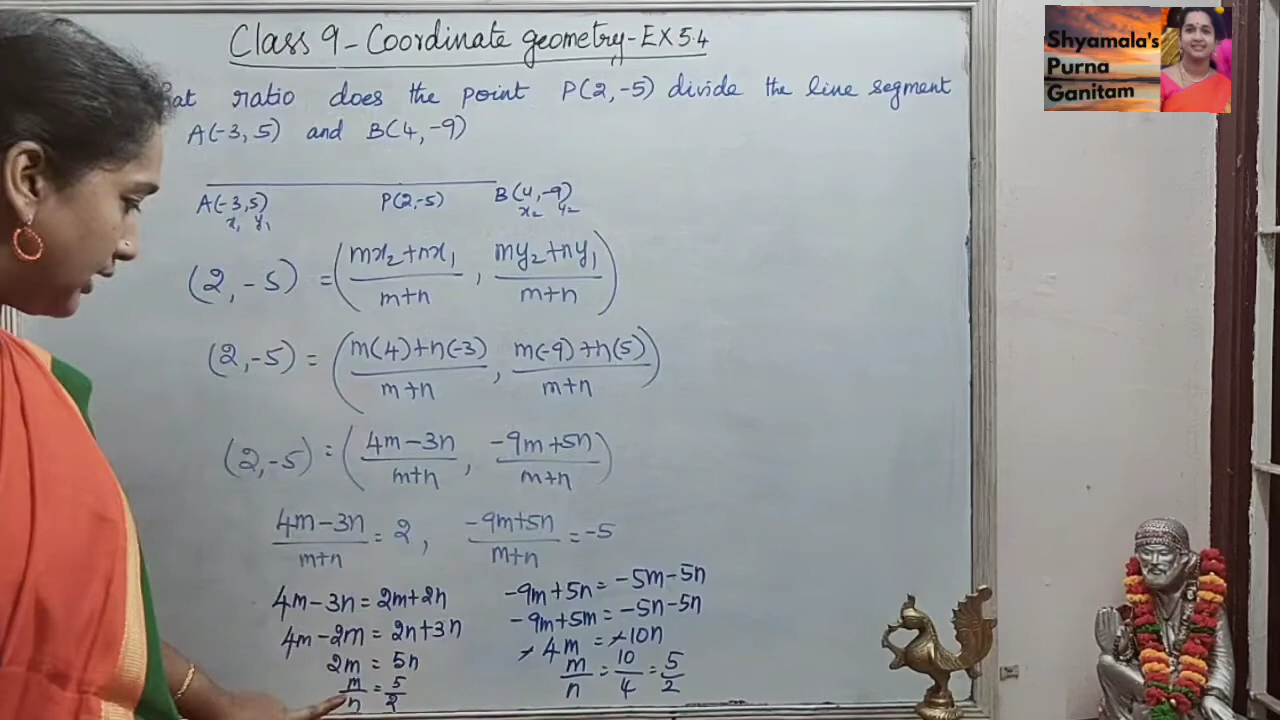 Class 9 - Coordinate geometry - EX 5.4
Shyamala's
Purna
Ganitam
ratio does the point P(2, -5) divide the line segment
A(-3, 5) and B(4, -9)
A(-3, 5) P(2, -5) B(4, -9)
x₁ y₁ x₂ y₂
(2, -5) = ((mx₂+nx₁)/(m+n), (my₂+ny₁)/(m+n))
(2, -5) = ((m(4)+n(-3))/(m+n), (m(-9)+n(5))/(m+n))
(2, -5) = ((4m-3n)/(m+n), (-9m+5n)/(m+n))
(4m-3n)/(m+n) = 2, (-9m+5n)/(m+n) = -5
4m-3n = 2m+2n -9m+5n = -5m-5n
4m-2m = 2n+3n -9m+5m = -5n-5n
2m = 5n -4m = -10n
m/n = 5/2 m/n = 10/4 = 5/2